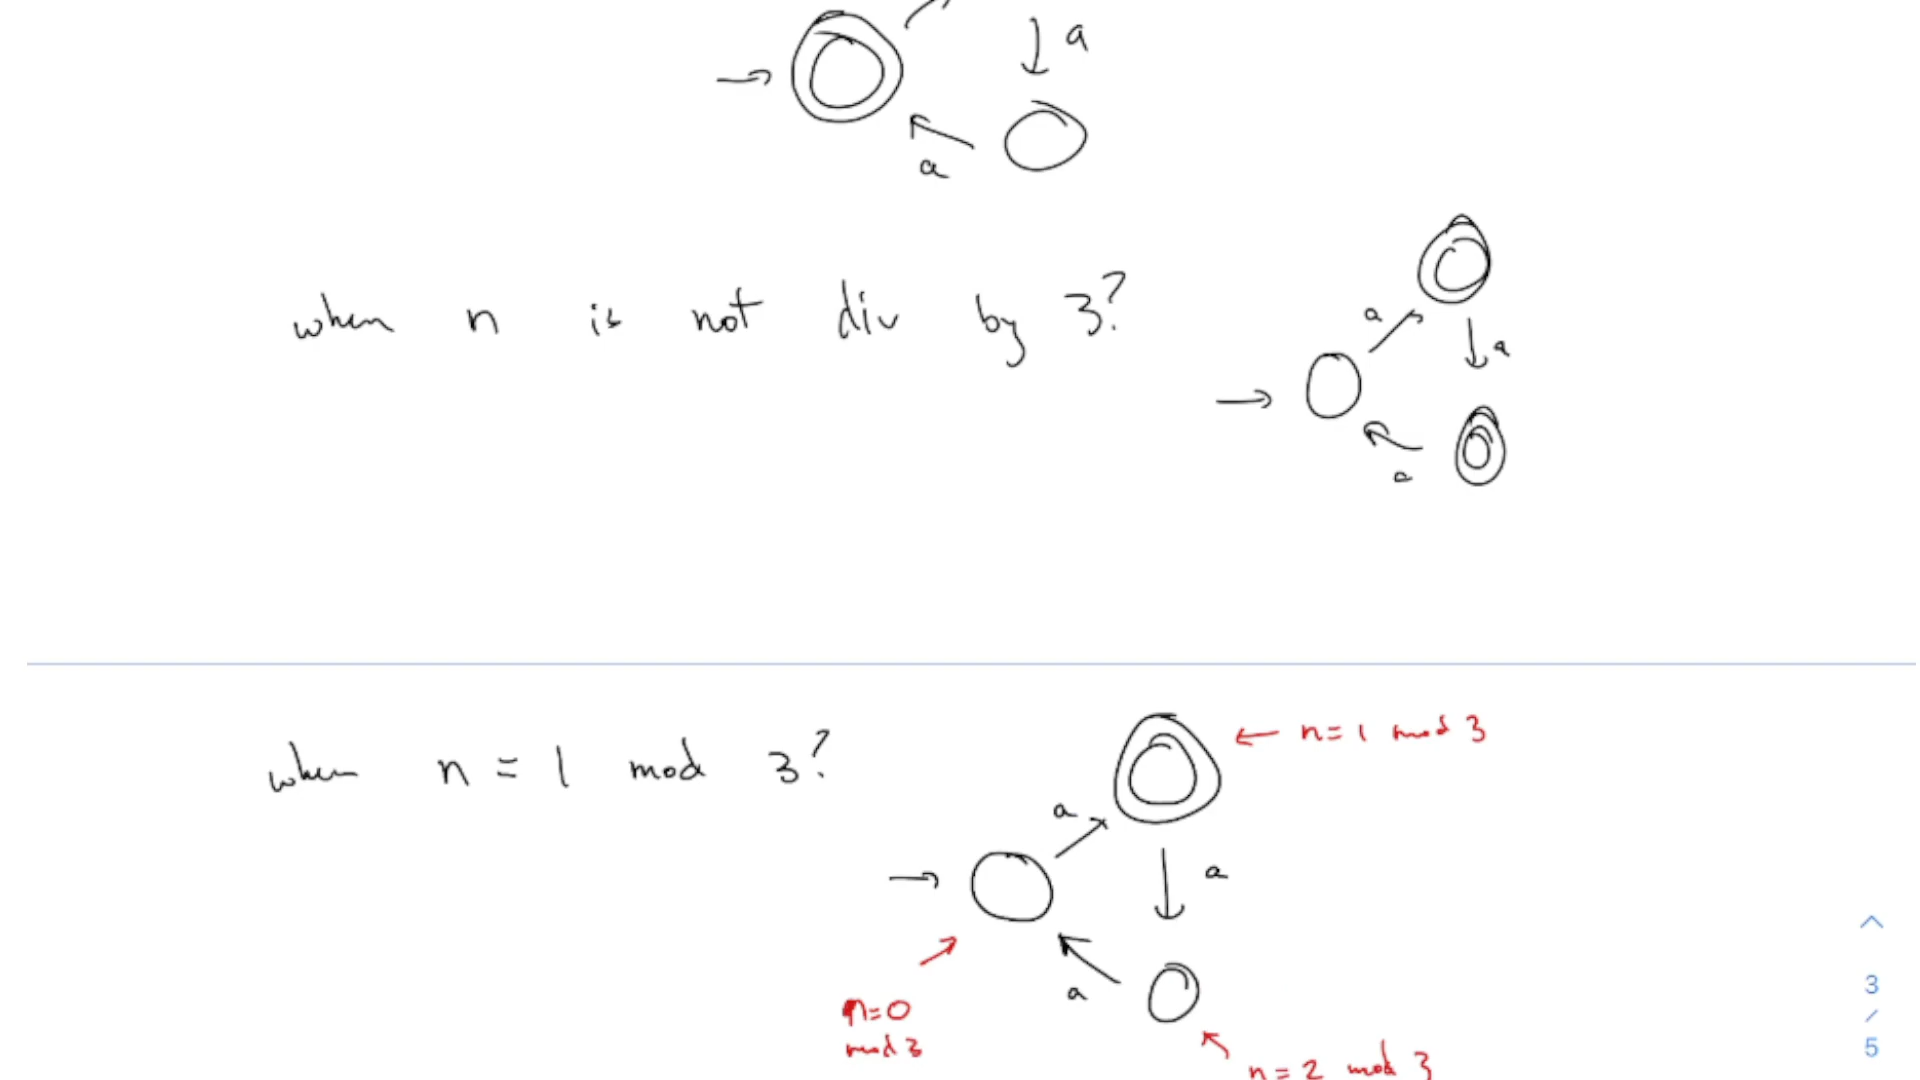 a
a
when n is not div by 3?
a
a
a
when n = 1 mod 3?
← n=1 mod 3
a
a
a
n=0
mod 3
n=2 mod 3
3
/
5